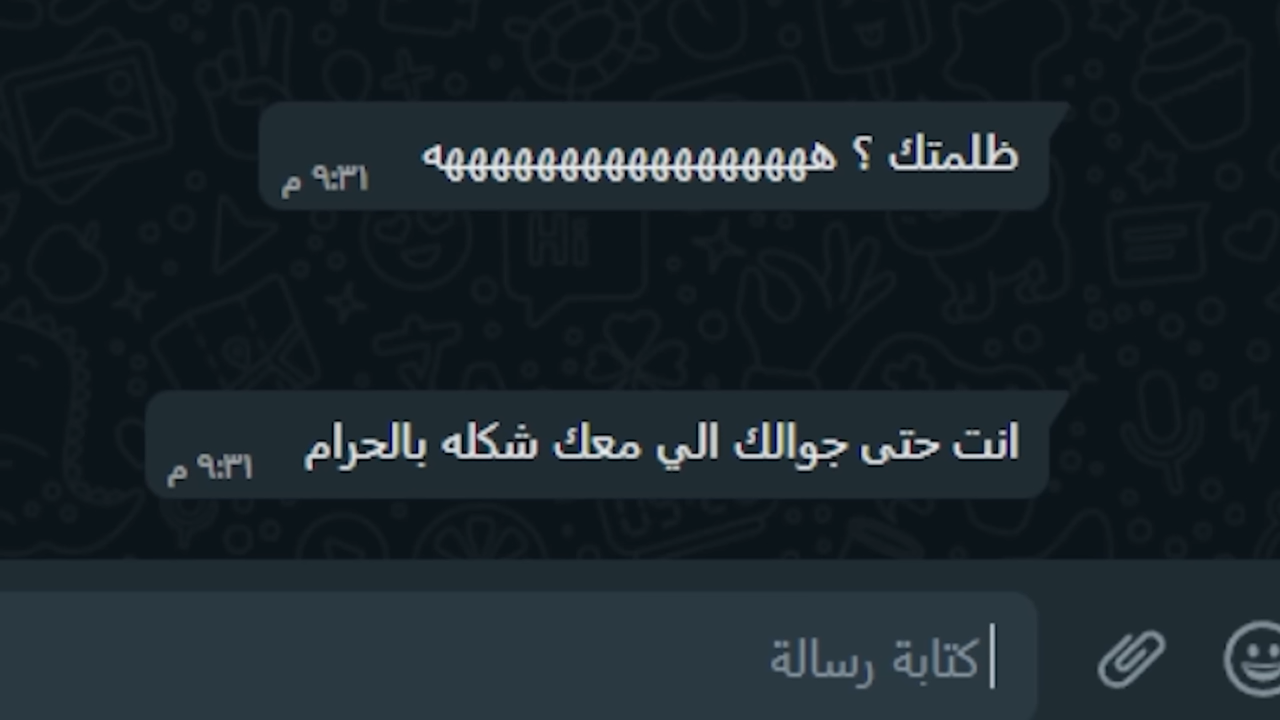 ظلمتك ؟ هههههههههههههههههه
٩:٣١ م
انت حتى جوالك الي معك شكله بالحرام
٩:٣١ م
كتابة رسالة